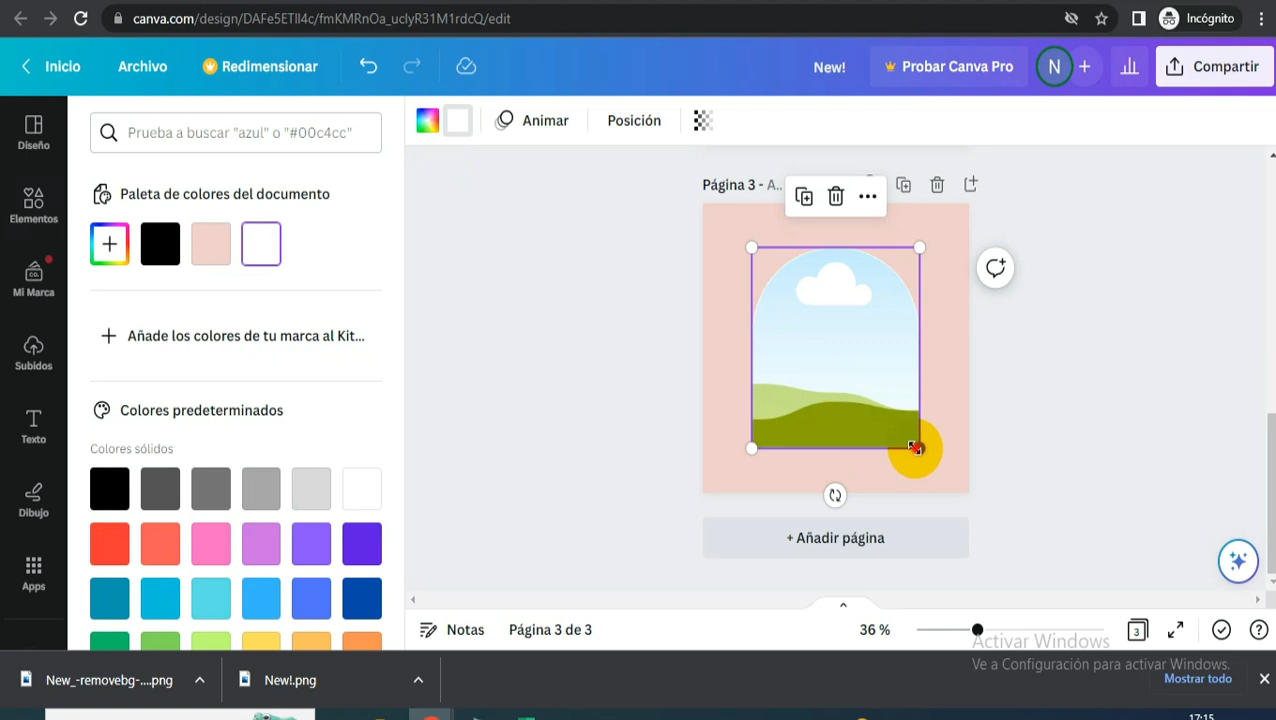 canva.com/design/DAFe5ETIl4c/fmKMRnOa_uclyR31M1rdcQ/edit
Incógnito
Inicio
Archivo
Redimensionar
New!
Probar Canva Pro
N
Compartir
Diseño
Elementos
Mi Marca
CO.
Subidos
Texto
Dibujo
Apps
Prueba a buscar "azul" o "#00c4cc"
Paleta de colores del documento
Añade los colores de tu marca al Kit...
Colores predeterminados
Colores sólidos
Animar
Posición
Página 3 - A...
+ Añadir página
Notas
Página 3 de 3
36 %
3
Activar Windows
Ve a Configuración para activar Windows.
New_-removebg-....png
New!.png
Mostrar todo
17:15